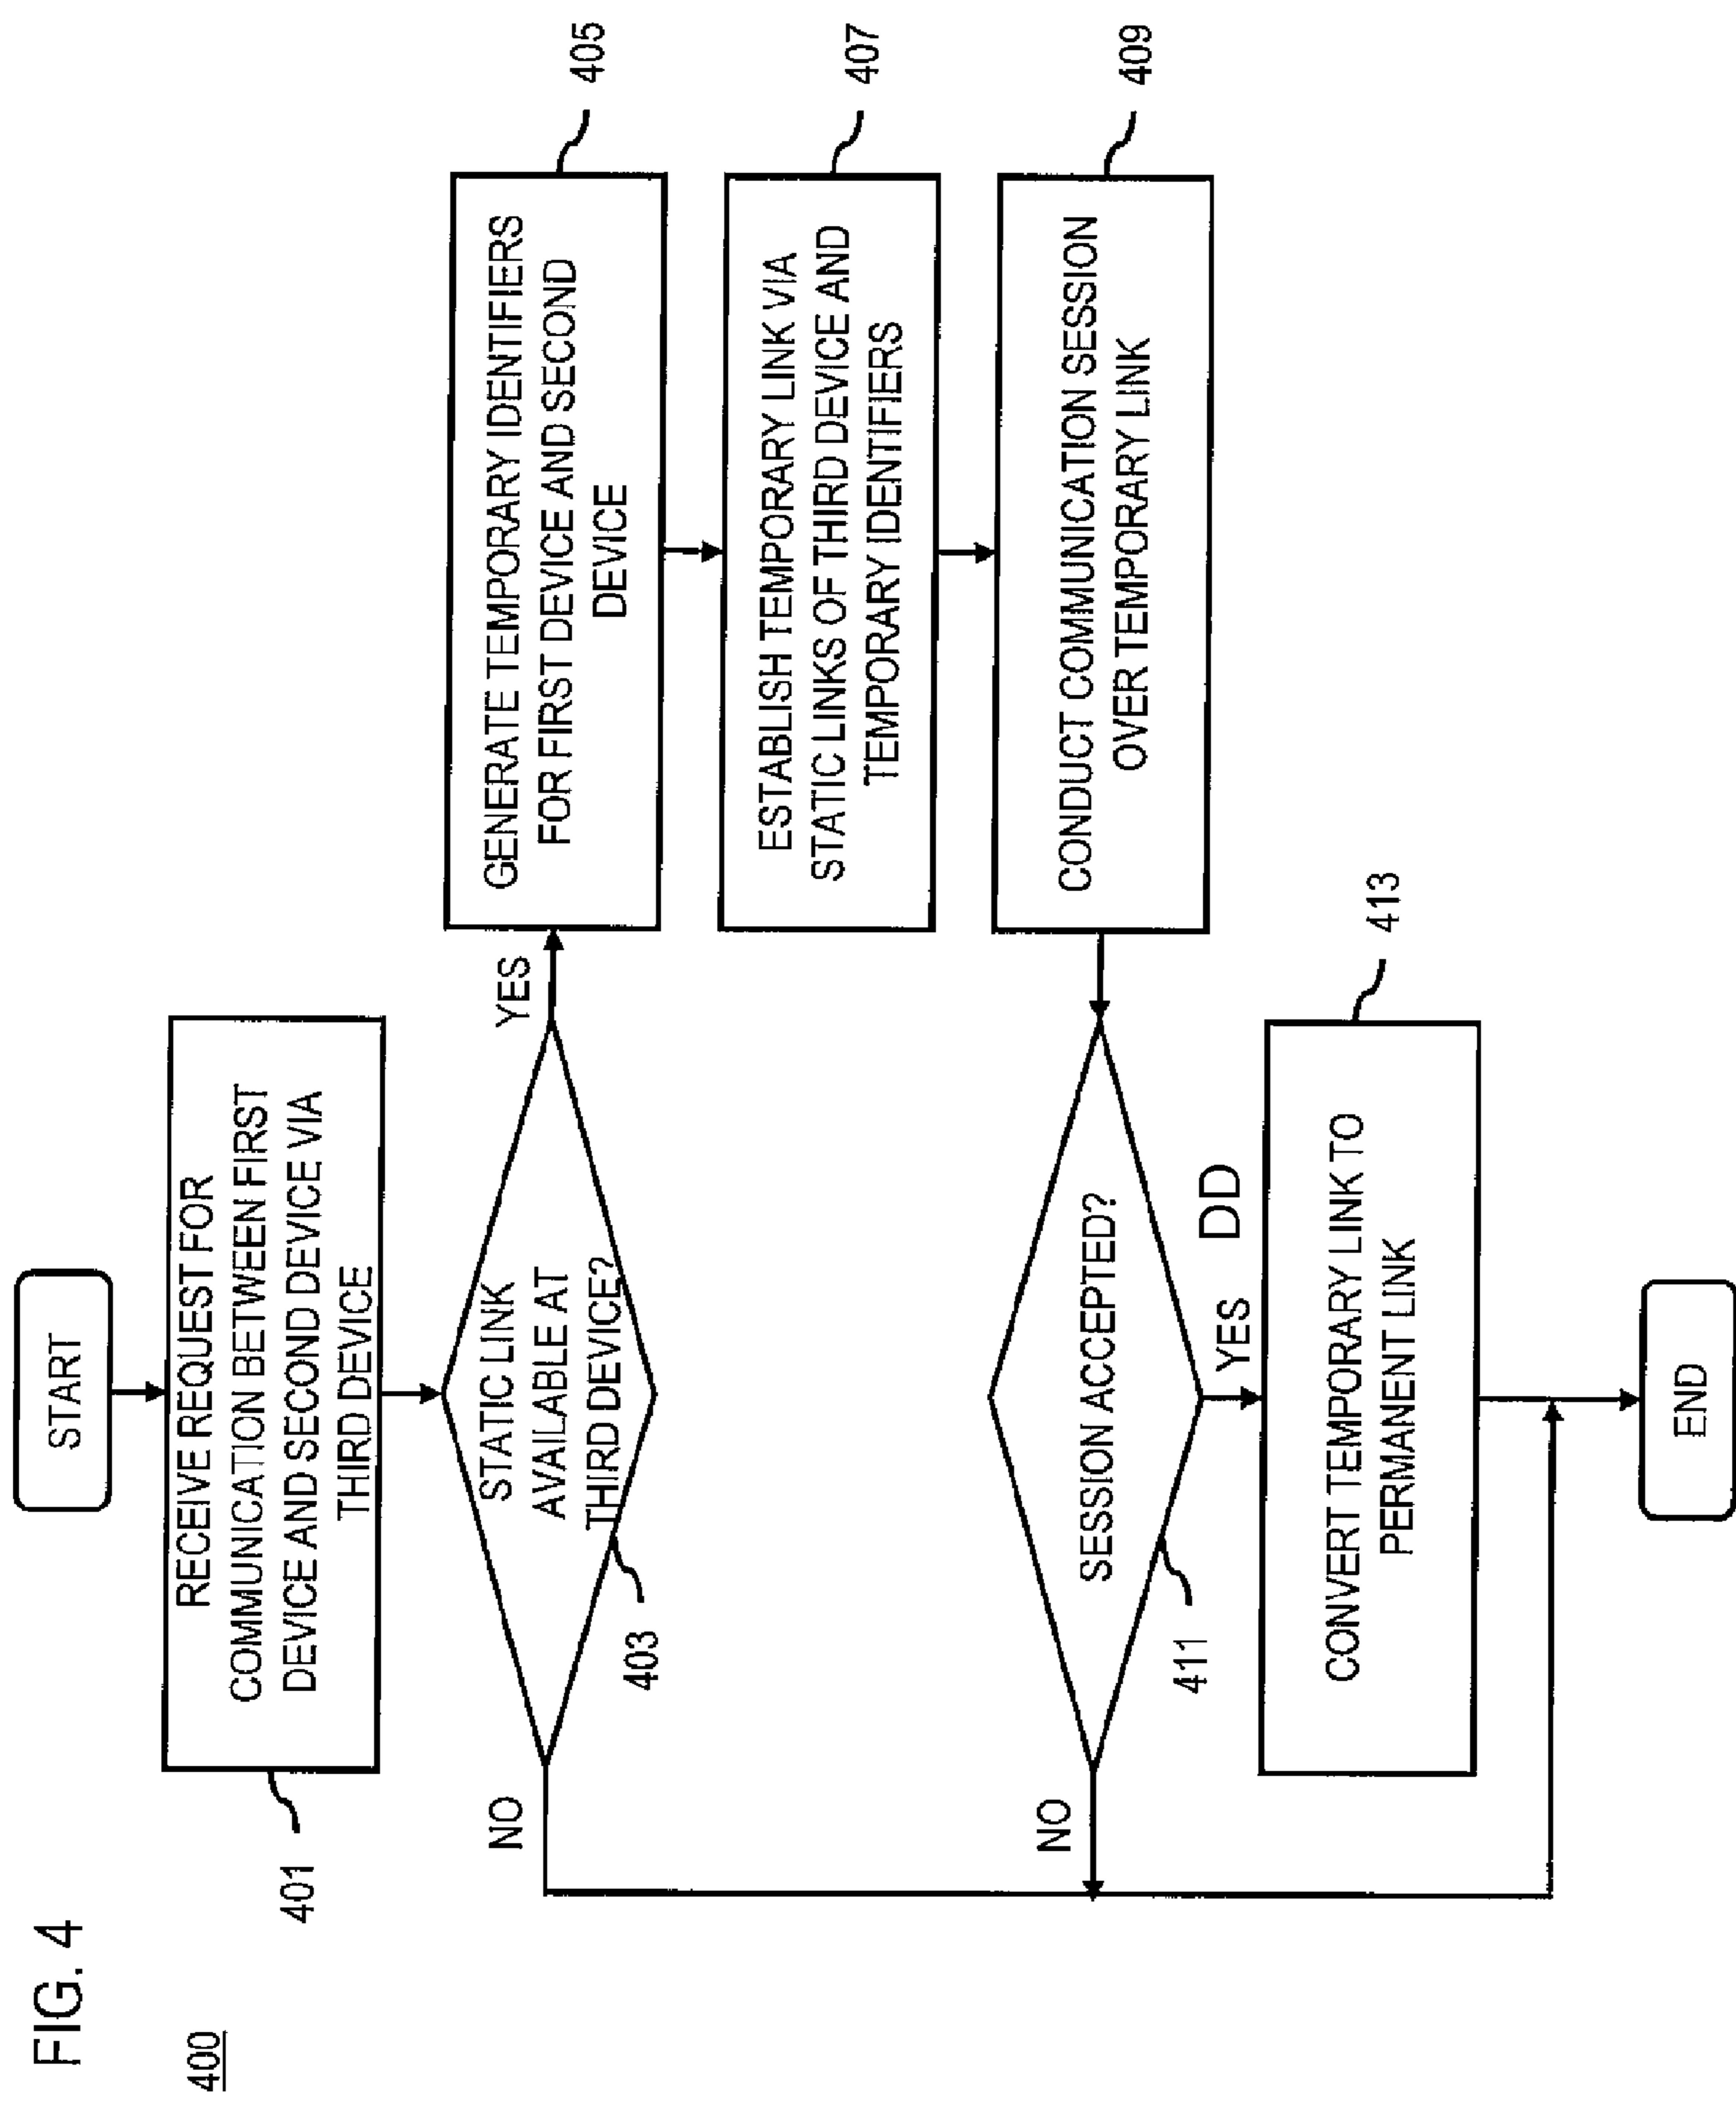 FIG. 4
400
START
RECEIVE REQUEST FOR
COMMUNICATION BETWEEN FIRST
DEVICE AND SECOND DEVICE VIA
THIRD DEVICE
401
STATIC LINK
AVAILABLE AT
THIRD DEVICE?
403
NO
YES
GENERATE TEMPORARY IDENTIFIERS
FOR FIRST DEVICE AND SECOND
DEVICE
405
ESTABLISH TEMPORARY LINK VIA
STATIC LINKS OF THIRD DEVICE AND
TEMPORARY IDENTIFIERS
407
CONDUCT COMMUNICATION SESSION
OVER TEMPORARY LINK
409
SESSION ACCEPTED?
411
NO
YES
DD
CONVERT TEMPORARY LINK TO
PERMANENT LINK
413
END